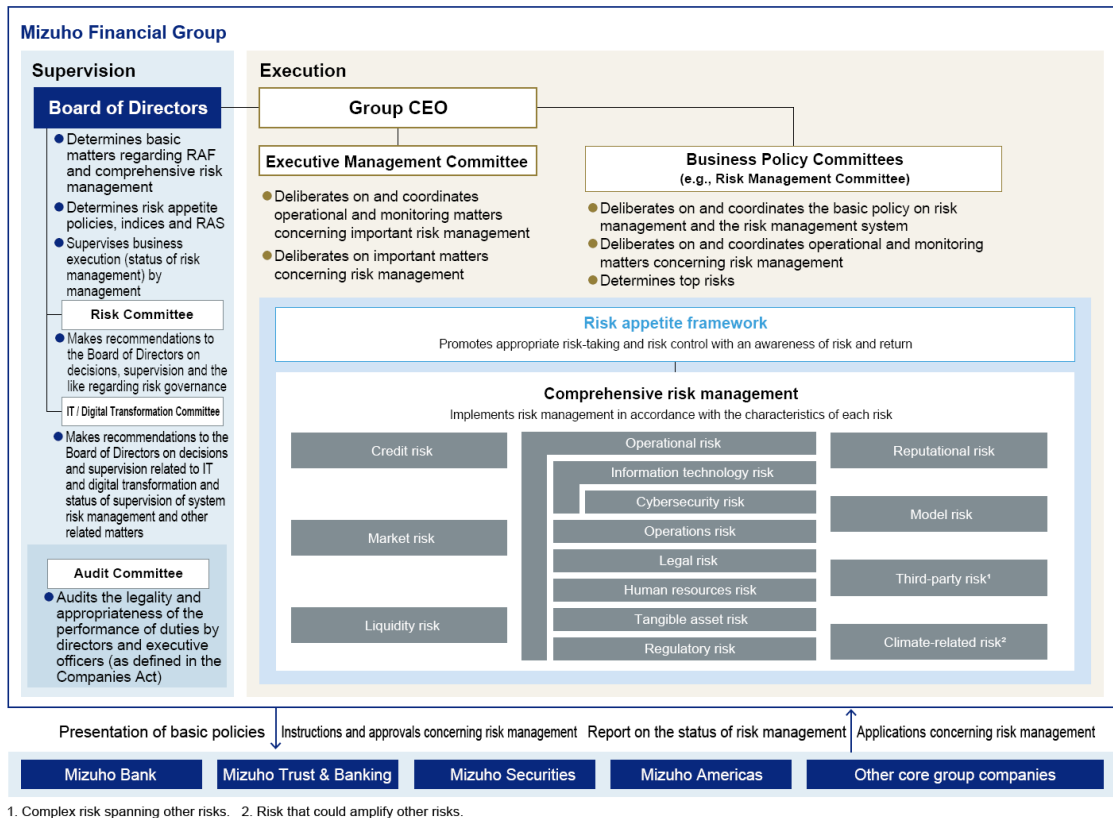 Mizuho Financial Group
Supervision
Board of Directors
● Determines basic
matters regarding RAF
and comprehensive risk
management
● Determines risk appetite
policies, indices and RAS
● Supervises business
execution (status of risk
management) by
management
Risk Committee
● Makes recommendations to
the Board of Directors on
decisions, supervision and the
like regarding risk governance
IT / Digital Transformation Committee
● Makes recommendations to the
Board of Directors on decisions
and supervision related to IT
and digital transformation and
status of supervision of system
risk management and other
related matters
Audit Committee
● Audits the legality and
appropriateness of the
performance of duties by
directors and executive
officers (as defined in the
Companies Act)
Execution
Group CEO
Executive Management Committee
● Deliberates on and coordinates
operational and monitoring matters
concerning important risk management
● Deliberates on important matters
concerning risk management
Business Policy Committees
(e.g., Risk Management Committee)
● Deliberates on and coordinates the basic policy on risk
management and the risk management system
● Deliberates on and coordinates operational and monitoring
matters concerning risk management
● Determines top risks
Risk appetite framework
Promotes appropriate risk-taking and risk control with an awareness of risk and return
Comprehensive risk management
Implements risk management in accordance with the characteristics of each risk
Credit risk
Market risk
Liquidity risk
Operational risk
Information technology risk
Cybersecurity risk
Operations risk
Legal risk
Human resources risk
Tangible asset risk
Regulatory risk
Reputational risk
Model risk
Third-party risk¹
Climate-related risk²
Presentation of basic policies
Instructions and approvals concerning risk management
Report on the status of risk management
Applications concerning risk management
Mizuho Bank
Mizuho Trust & Banking
Mizuho Securities
Mizuho Americas
Other core group companies
1. Complex risk spanning other risks. 2. Risk that could amplify other risks.